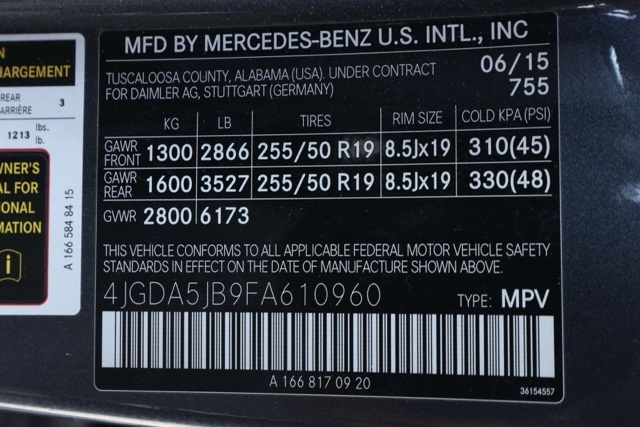 N
HARGEMENT
REAR
ARRIÈRE 3
1213 lbs.
lb.
WNER'S
AL FOR
IONAL
MATION
i
A 166 584 84 15
MFD BY MERCEDES-BENZ U.S. INTL., INC
TUSCALOOSA COUNTY, ALABAMA (USA). UNDER CONTRACT
FOR DAIMLER AG, STUTTGART (GERMANY)
06/15
755
KG LB TIRES RIM SIZE COLD KPA (PSI)
GAWR FRONT 1300 2866 255/50 R19 8.5Jx19 310(45)
GAWR REAR 1600 3527 255/50 R19 8.5Jx19 330(48)
GVWR 2800 6173
THIS VEHICLE CONFORMS TO ALL APPLICABLE FEDERAL MOTOR VEHICLE SAFETY
STANDARDS IN EFFECT ON THE DATE OF MANUFACTURE SHOWN ABOVE.
4JGDA5JB9FA610960 TYPE: MPV
A 166 817 09 20
36154557